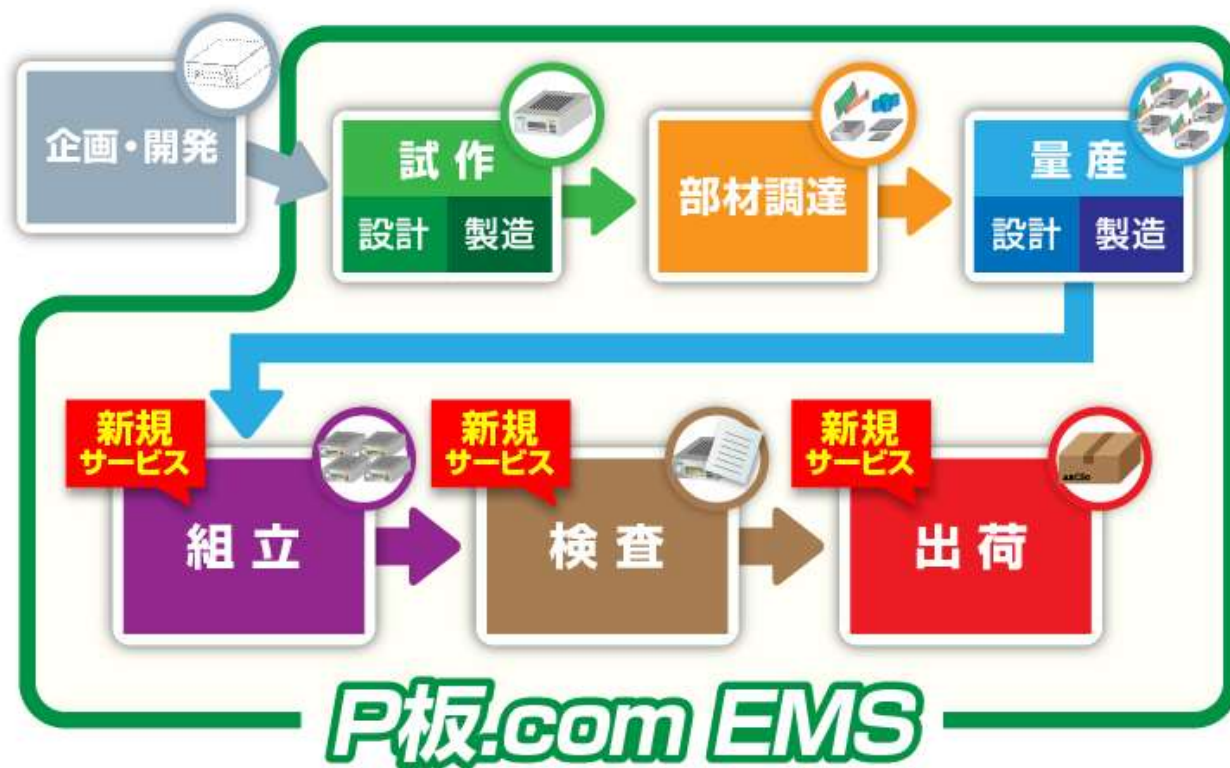 企画・開発
試作
設計 製造
部材調達
量産
設計 製造
新規
サービス
組立
新規
サービス
検査
新規
サービス
出荷
P板.com EMS